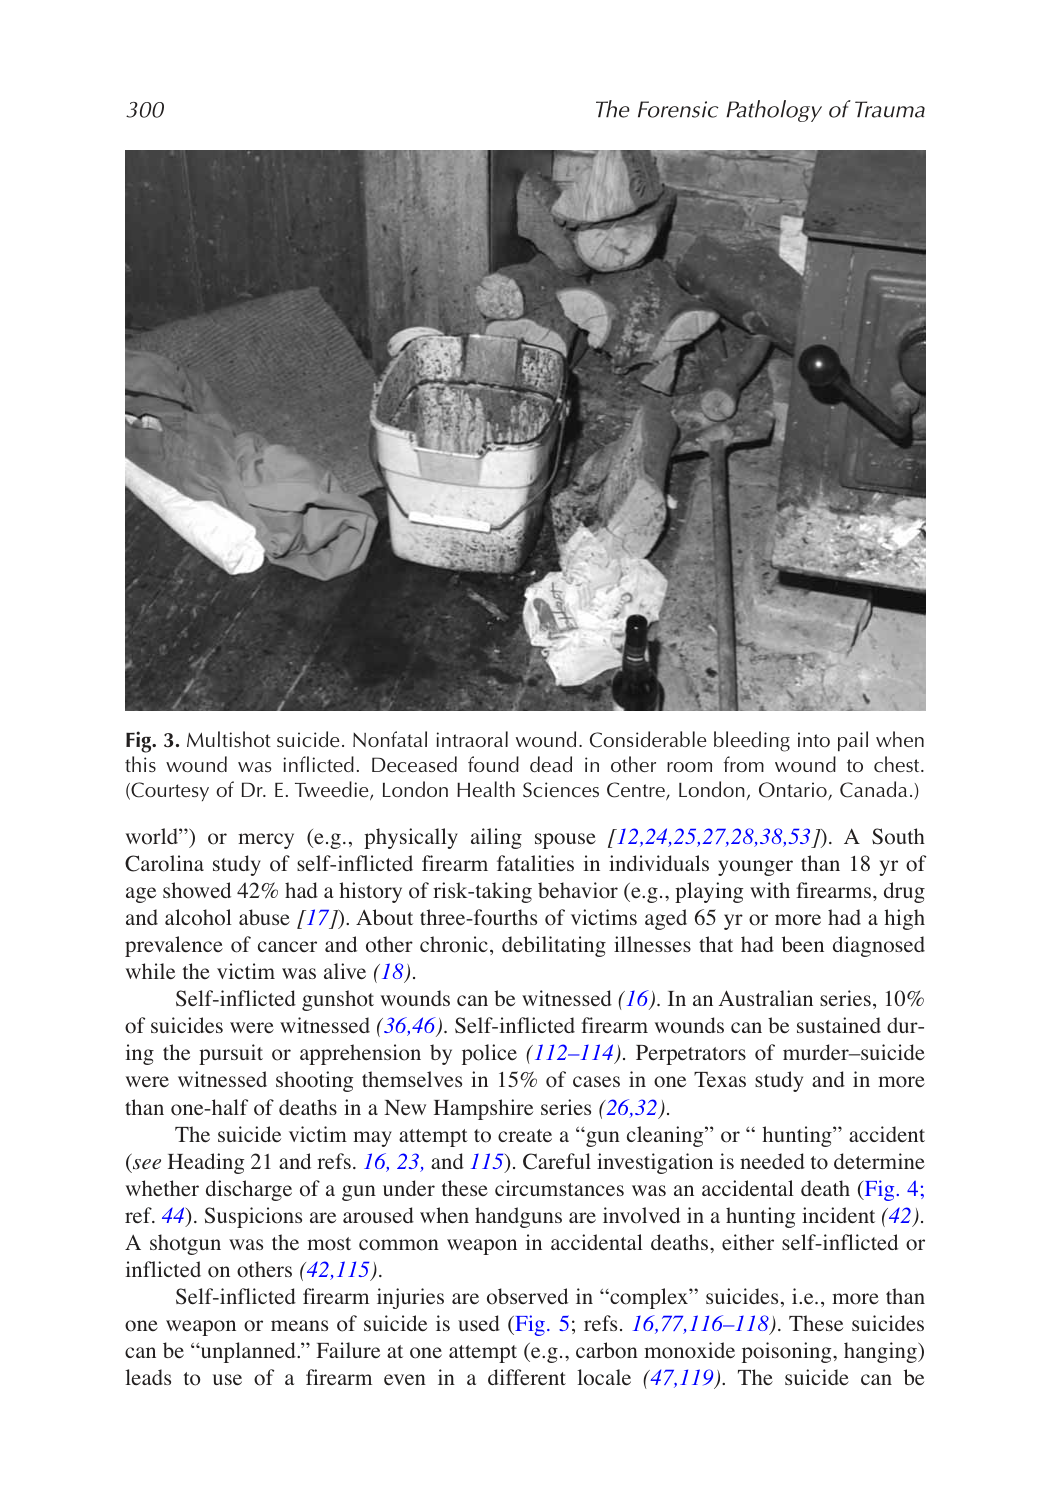 300
The Forensic Pathology of Trauma
Fig. 3. Multishot suicide. Nonfatal intraoral wound. Considerable bleeding into pail when
this wound was inflicted. Deceased found dead in other room from wound to chest.
(Courtesy of Dr. E. Tweedie, London Health Sciences Centre, London, Ontario, Canada.)
world”) or mercy (e.g., physically ailing spouse [12,24,25,27,28,38,53]). A South
Carolina study of self-inflicted firearm fatalities in individuals younger than 18 yr of
age showed 42% had a history of risk-taking behavior (e.g., playing with firearms, drug
and alcohol abuse [17]). About three-fourths of victims aged 65 yr or more had a high
prevalence of cancer and other chronic, debilitating illnesses that had been diagnosed
while the victim was alive (18).
Self-inflicted gunshot wounds can be witnessed (16). In an Australian series, 10%
of suicides were witnessed (36,46). Self-inflicted firearm wounds can be sustained dur-
ing the pursuit or apprehension by police (112–114). Perpetrators of murder–suicide
were witnessed shooting themselves in 15% of cases in one Texas study and in more
than one-half of deaths in a New Hampshire series (26,32).
The suicide victim may attempt to create a “gun cleaning” or “ hunting” accident
(see Heading 21 and refs. 16, 23, and 115). Careful investigation is needed to determine
whether discharge of a gun under these circumstances was an accidental death (Fig. 4;
ref. 44). Suspicions are aroused when handguns are involved in a hunting incident (42).
A shotgun was the most common weapon in accidental deaths, either self-inflicted or
inflicted on others (42,115).
Self-inflicted firearm injuries are observed in “complex” suicides, i.e., more than
one weapon or means of suicide is used (Fig. 5; refs. 16,77,116–118). These suicides
can be “unplanned.” Failure at one attempt (e.g., carbon monoxide poisoning, hanging)
leads to use of a firearm even in a different locale (47,119). The suicide can be